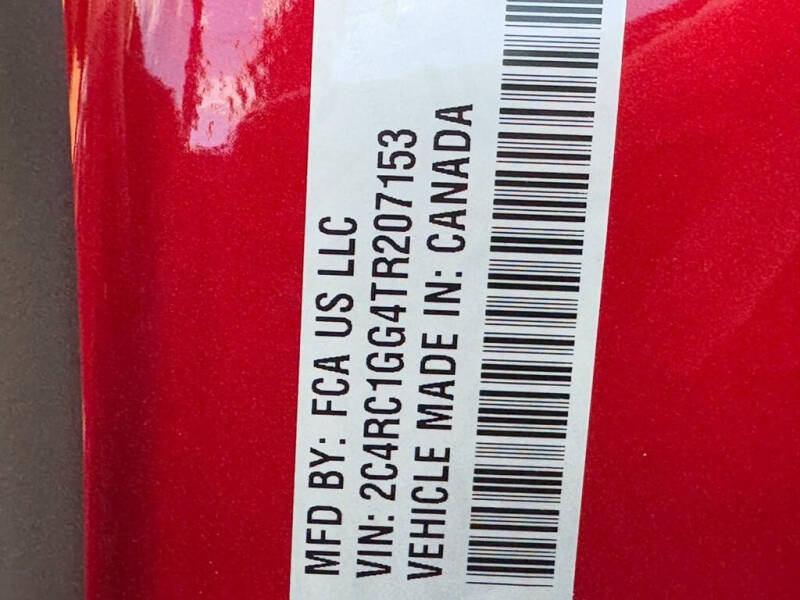 MFD BY: FCA US LLC
VIN: 2C4RC1GG4TR207153
VEHICLE MADE IN: CANADA